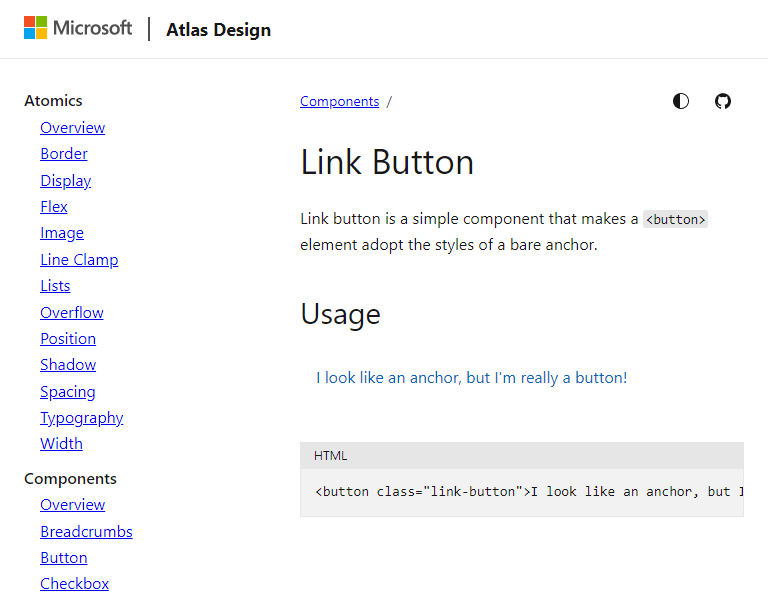 Microsoft | Atlas Design
Atomics
Overview
Border
Display
Flex
Image
Line Clamp
Lists
Overflow
Position
Shadow
Spacing
Typography
Width
Components
Overview
Breadcrumbs
Button
Checkbox
Components /
Link Button
Link button is a simple component that makes a <button>
element adopt the styles of a bare anchor.
Usage
I look like an anchor, but I'm really a button!
HTML
<button class="link-button">I look like an anchor, but I